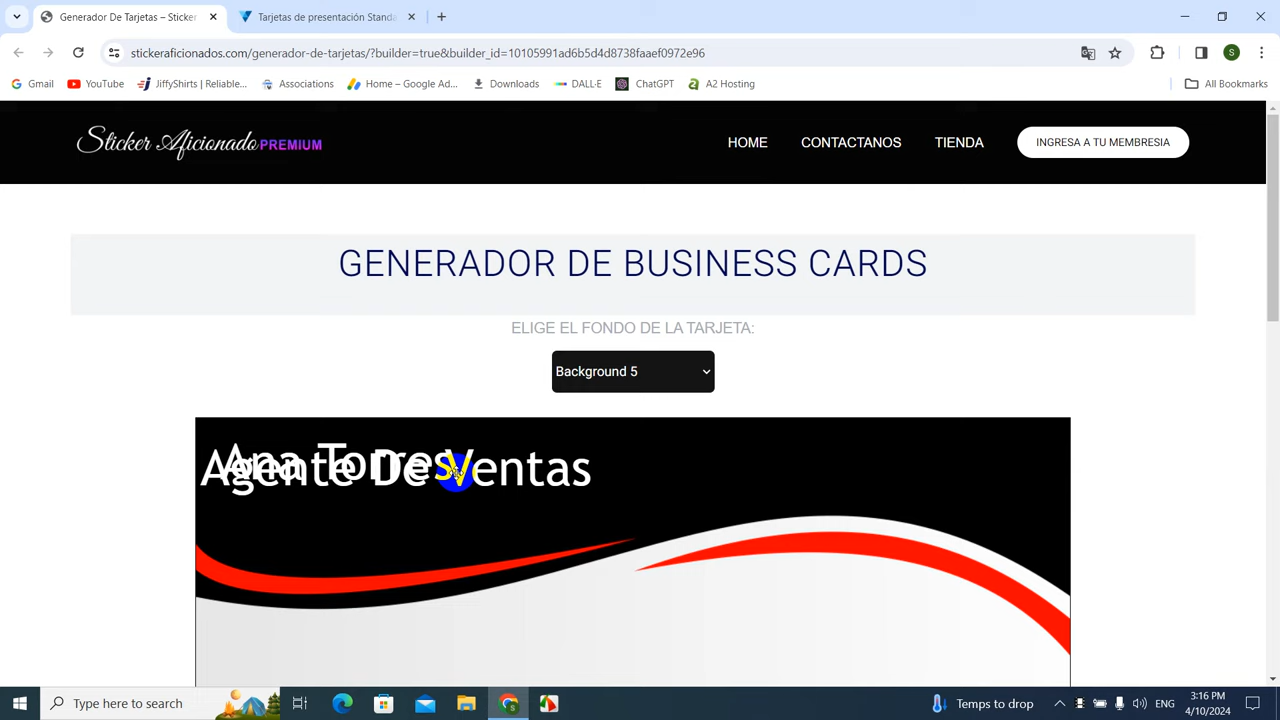 Generador De Tarjetas – Sticker
Tarjetas de presentación Standa
stickeraficionados.com/generador-de-tarjetas/?builder=true&builder_id=10105991ad6b5d4d8738faaef0972e96
S
Gmail
YouTube
JiffyShirts | Reliable...
Associations
Home – Google Ad...
Downloads
DALL·E
ChatGPT
A2 Hosting
All Bookmarks
Sticker Aficionado PREMIUM
HOME
CONTACTANOS
TIENDA
INGRESA A TU MEMBRESIA
GENERADOR DE BUSINESS CARDS
ELIGE EL FONDO DE LA TARJETA:
Background 5
Ana Torres
Agente De Ventas
Type here to search
Temps to drop
ENG
3:16 PM
4/10/2024